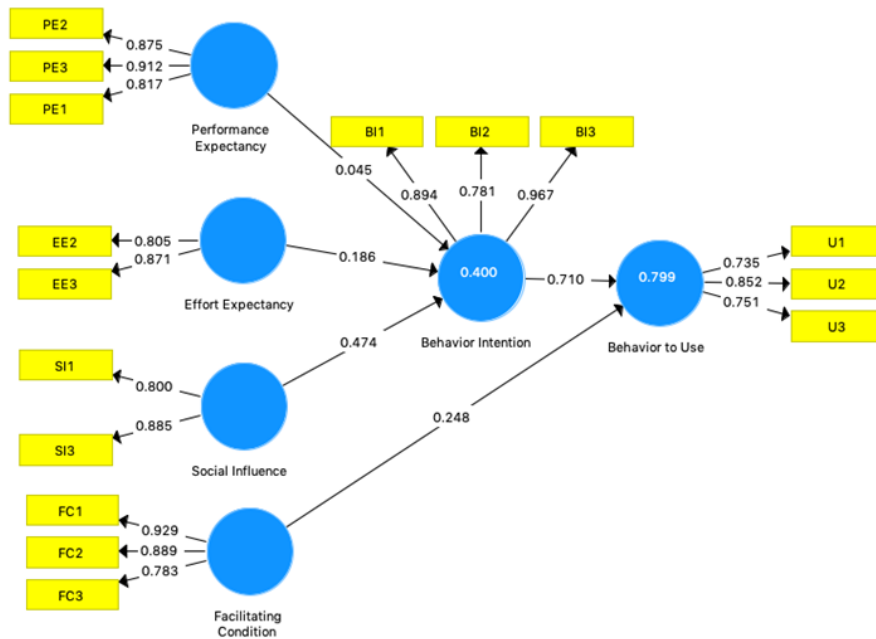 PE2
0.875
PE3
0.912
PE1
0.817
Performance
Expectancy
0.045
BI1
BI2
BI3
0.894
0.781
0.967
EE2
0.805
EE3
0.871
Effort Expectancy
0.186
0.400
Behavior Intention
0.710
0.799
Behavior to Use
0.735
U1
0.852
U2
0.751
U3
SI1
0.800
SI3
0.885
Social Influence
0.474
0.248
FC1
0.929
FC2
0.889
FC3
0.783
Facilitating
Condition